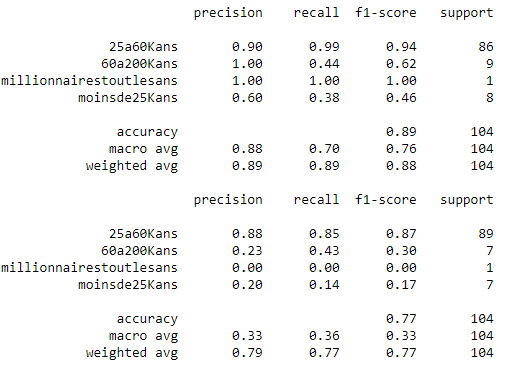 precision recall f1-score support
25a60Kans 0.90 0.99 0.94 86
60a200Kans 1.00 0.44 0.62 9
millionnairestoutlesans 1.00 1.00 1.00 1
moinsde25Kans 0.60 0.38 0.46 8
accuracy 0.89 104
macro avg 0.88 0.70 0.76 104
weighted avg 0.89 0.89 0.88 104
precision recall f1-score support
25a60Kans 0.88 0.85 0.87 89
60a200Kans 0.23 0.43 0.30 7
millionnairestoutlesans 0.00 0.00 0.00 1
moinsde25Kans 0.20 0.14 0.17 7
accuracy 0.77 104
macro avg 0.33 0.36 0.33 104
weighted avg 0.79 0.77 0.77 104